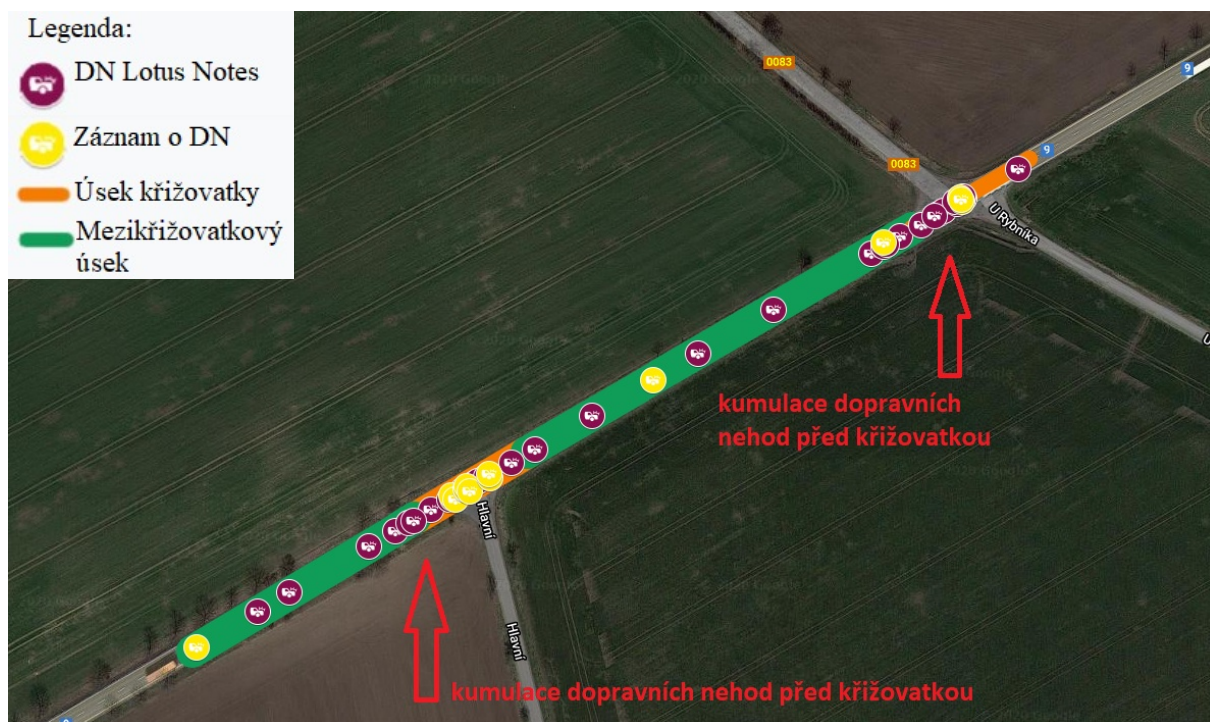 Legenda:
DN Lotus Notes
Záznam o DN
Úsek křižovatky
Mezikřižovatkový
úsek
0083
9
0083
9
U Rybníka
kumulace dopravních
nehod před křižovatkou
Hlavní
Hlavní
kumulace dopravních nehod před křižovatkou